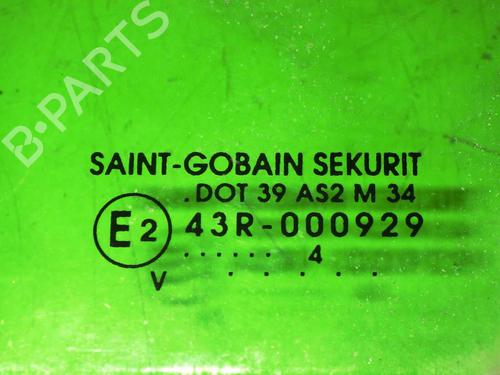 B-PARTS
SAINT-GOBAIN SEKURIT
.DOT 39 AS2 M 34
E2 43R-000929
...... 4
V . . . . .